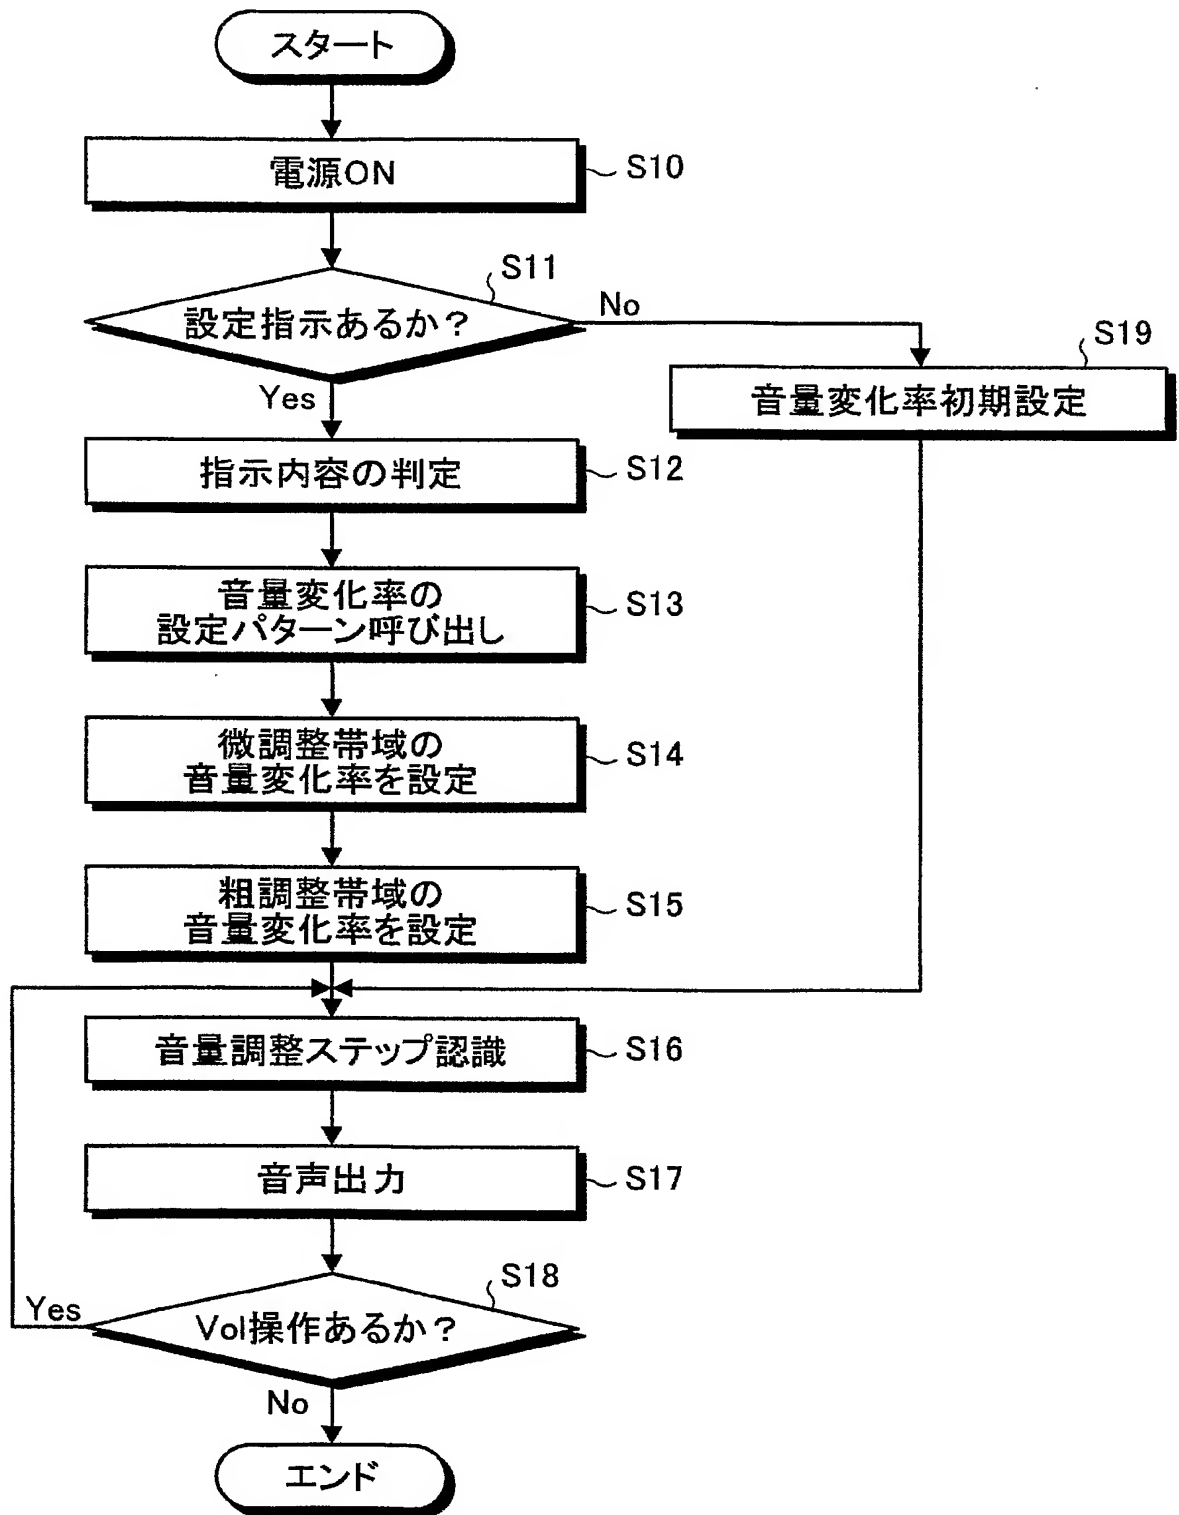 スタート
電源ON
S10
S11
設定指示あるか？
No
Yes
S19
音量変化率初期設定
指示内容の判定
S12
音量変化率の
設定パターン呼び出し
S13
微調整帯域の
音量変化率を設定
S14
粗調整帯域の
音量変化率を設定
S15
音量調整ステップ認識
S16
音声出力
S17
S18
Vol操作あるか？
Yes
No
エンド